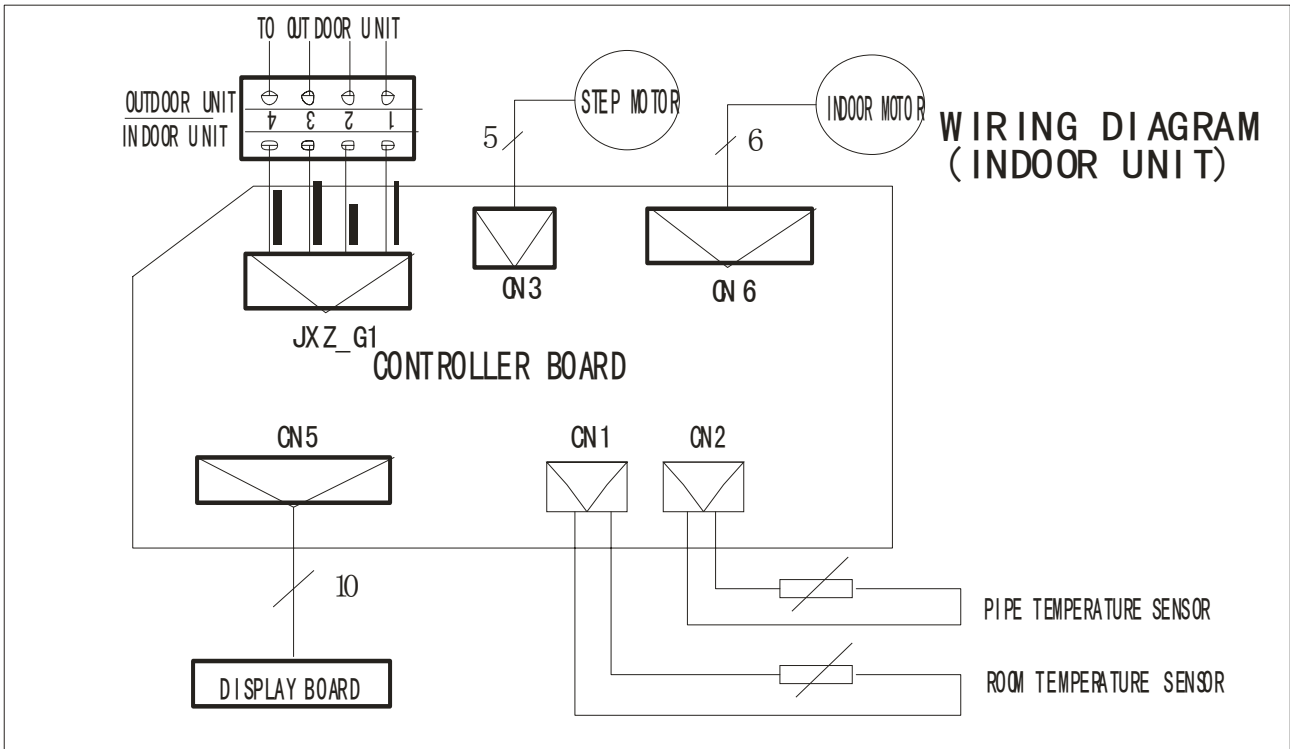 TO OUTDOOR UNIT
OUTDOOR UNIT
INDOOR UNIT
4 3 2 1
STEP MOTOR
INDOOR MOTOR
5
6
WIRING DIAGRAM
(INDOOR UNIT)
CN3
CN6
JXZ_G1
CONTROLLER BOARD
CN5
CN1
CN2
10
PIPE TEMPERATURE SENSOR
DISPLAY BOARD
ROOM TEMPERATURE SENSOR